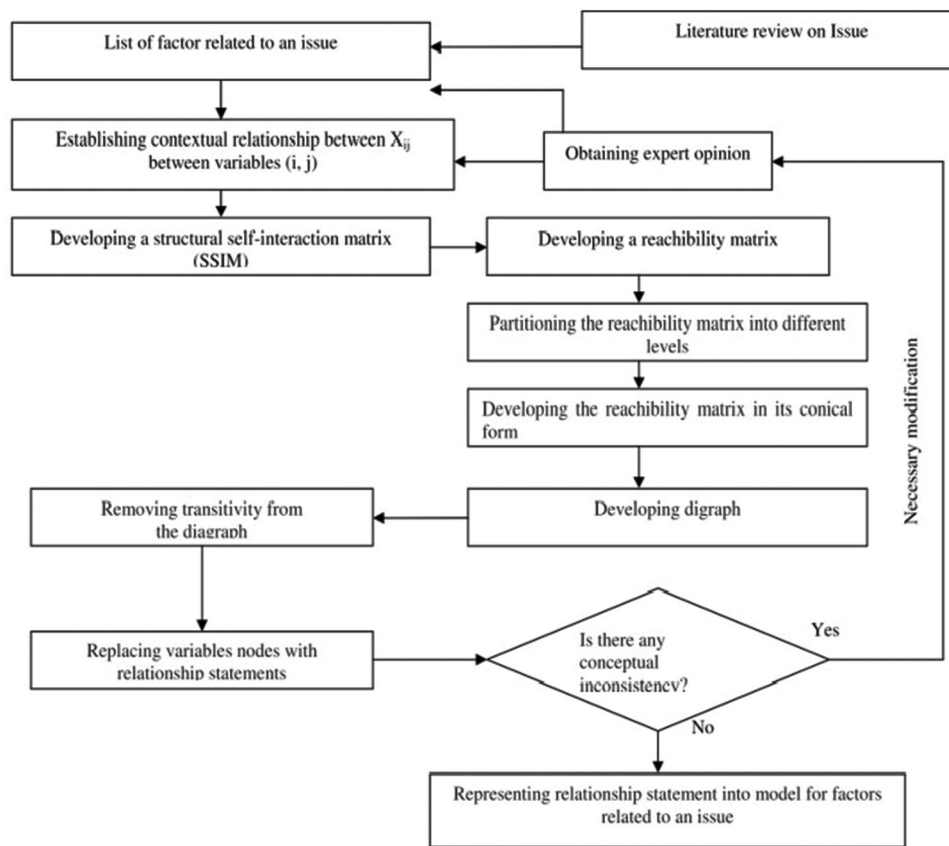 List of factor related to an issue
Literature review on Issue
Establishing contextual relationship between Xij
between variables (i, j)
Obtaining expert opinion
Developing a structural self-interaction matrix
(SSIM)
Developing a reachibility matrix
Partitioning the reachibility matrix into different
levels
Developing the reachibility matrix in its conical
form
Necessary modification
Developing digraph
Removing transitivity from
the diagraph
Replacing variables nodes with
relationship statements
Is there any
conceptual
inconsistency?
Yes
No
Representing relationship statement into model for factors
related to an issue